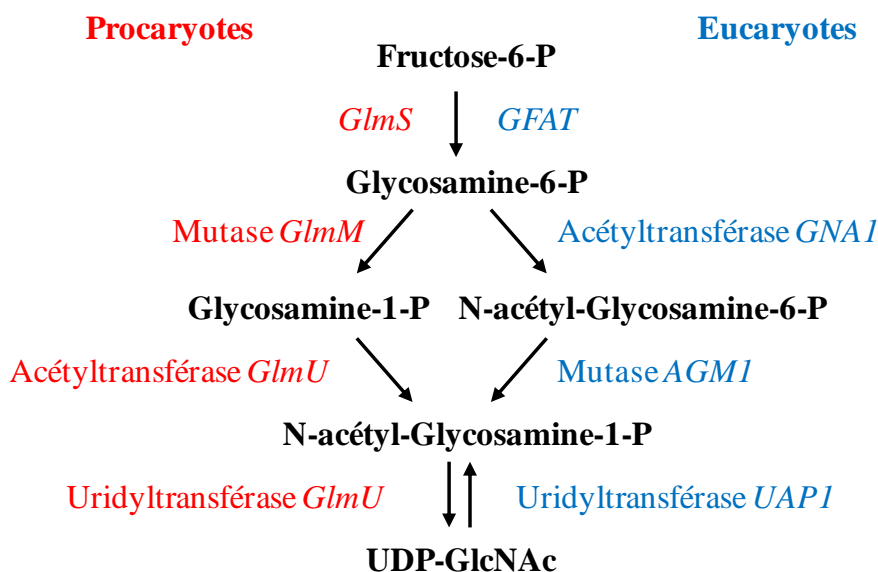 Procaryotes Eucaryotes
Fructose-6-P
GlmS GFAT
Glycosamine-6-P
Mutase GlmM Acétyltransférase GNA1
Glycosamine-1-P N-acétyl-Glycosamine-6-P
Acétyltransférase GlmU Mutase AGM1
N-acétyl-Glycosamine-1-P
Uridyltransférase GlmU Uridyltransférase UAP1
UDP-GlcNAc